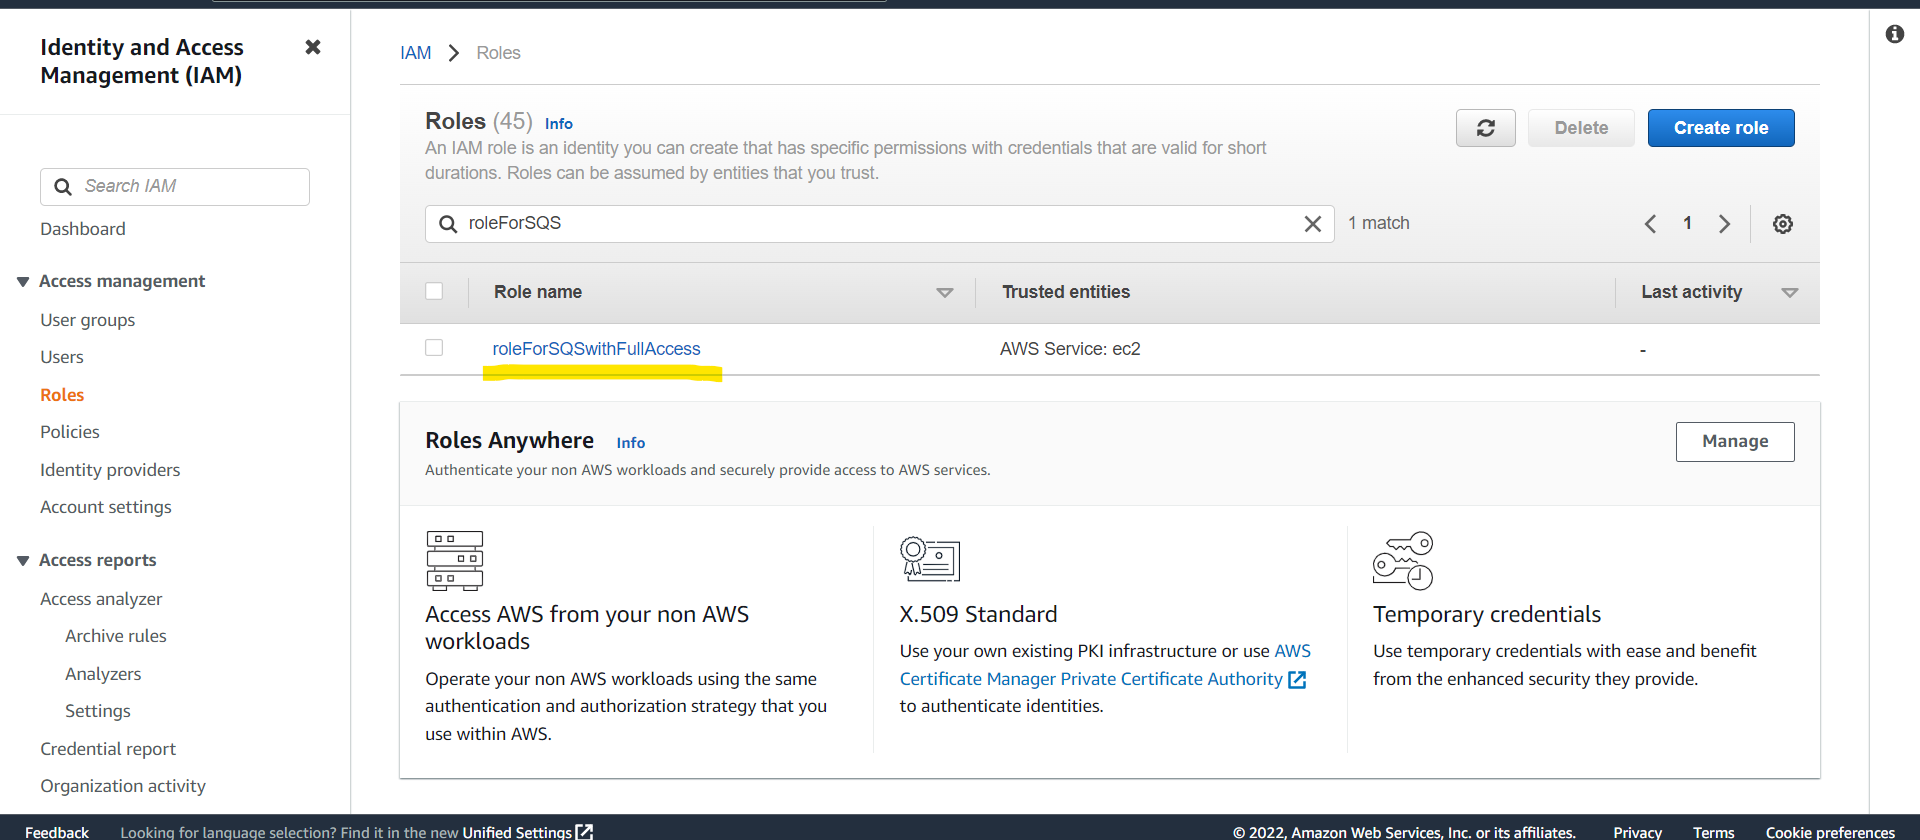 Identity and Access
Management (IAM)
Search IAM
Dashboard
Access management
User groups
Users
Roles
Policies
Identity providers
Account settings
Access reports
Access analyzer
Archive rules
Analyzers
Settings
Credential report
Organization activity
IAM > Roles
Roles (45) Info
An IAM role is an identity you can create that has specific permissions with credentials that are valid for short
durations. Roles can be assumed by entities that you trust.
Delete
Create role
roleForSQS
1 match
1
Role name
Trusted entities
Last activity
roleForSQSwithFullAccess
AWS Service: ec2
-
Roles Anywhere Info
Authenticate your non AWS workloads and securely provide access to AWS services.
Manage
Access AWS from your non AWS
workloads
Operate your non AWS workloads using the same
authentication and authorization strategy that you
use within AWS.
X.509 Standard
Use your own existing PKI infrastructure or use AWS
Certificate Manager Private Certificate Authority
to authenticate identities.
Temporary credentials
Use temporary credentials with ease and benefit
from the enhanced security they provide.
Feedback
Looking for language selection? Find it in the new Unified Settings
© 2022, Amazon Web Services, Inc. or its affiliates.
Privacy
Terms
Cookie preferences